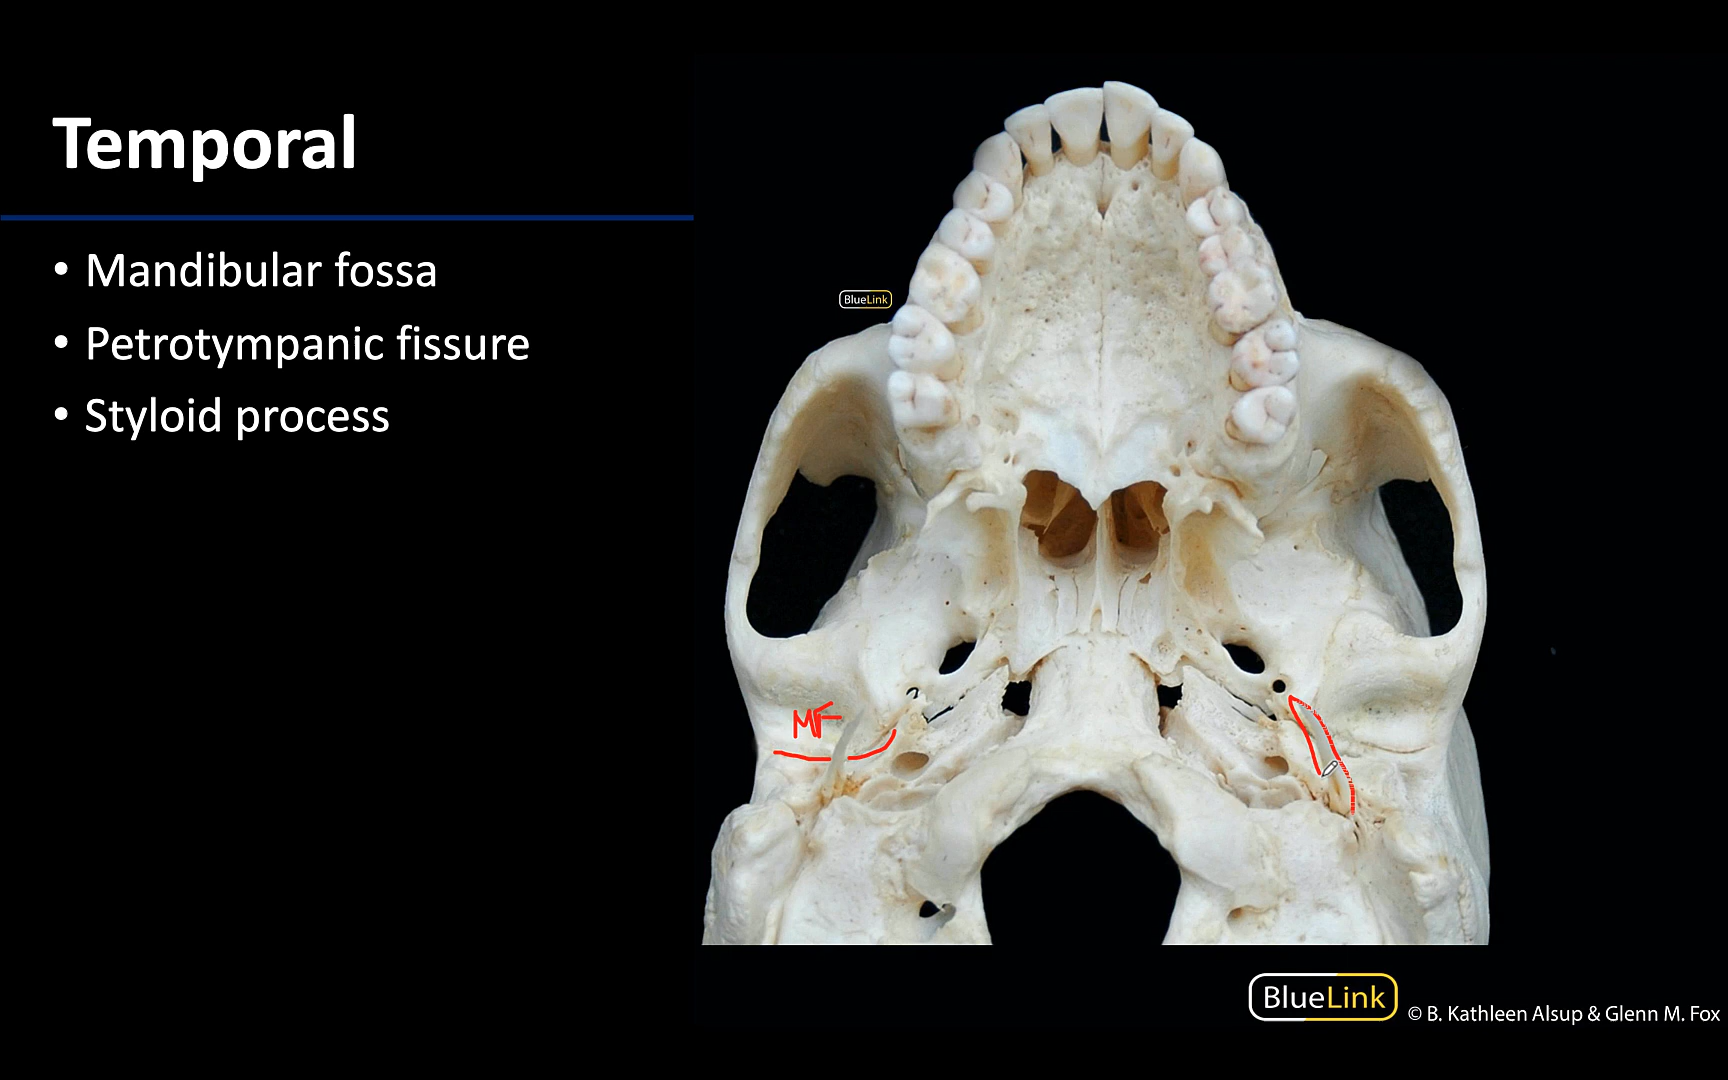 Temporal
• Mandibular fossa
• Petrotympanic fissure
• Styloid process
BlueLink
MF
BlueLink
© B. Kathleen Alsup & Glenn M. Fox